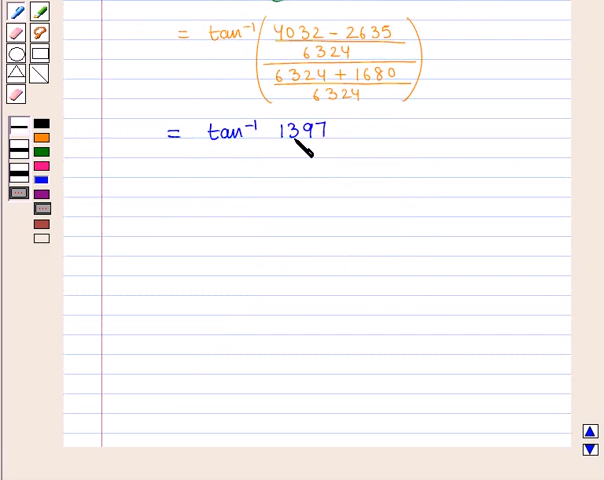 = tan⁻¹ (4032 − 2635
6324
6324 + 1680
6324)
= tan⁻¹ 1397